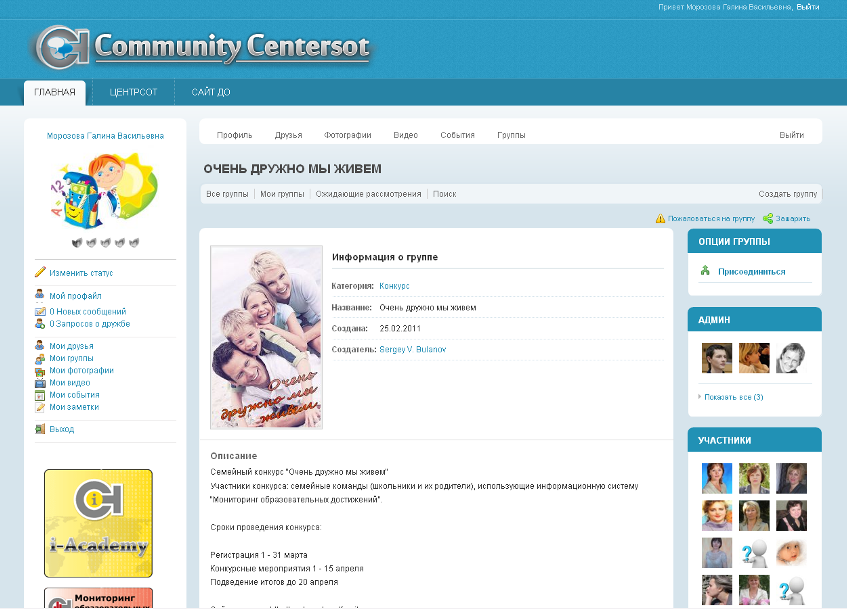 Привет Морозова Галина Васильевна, Выйти
Community Centersot
ГЛАВНАЯ
ЦЕНТРСОТ
САЙТ ДО
Морозова Галина Васильевна
Изменить статус
Мой профайл
0 Новых сообщений
0 Запросов о дружбе
Мои друзья
Мои группы
Мои фотографии
Мои видео
Мои события
Мои заметки
Выход
i-Academy
Мониторинг
Профиль
Друзья
Фотографии
Видео
События
Группы
Выйти
ОЧЕНЬ ДРУЖНО МЫ ЖИВЕМ
Все группы
Мои группы
Ожидающие рассмотрения
Поиск
Создать группу
Пожаловаться на группу
Зашарить
Очень
дружно мы
живем
Информация о группе
Категория: Конкурс
Название: Очень дружно мы живем
Создана: 25.02.2011
Создатель: Sergey V. Bulanov
Описание
Семейный конкурс "Очень дружно мы живем"
Участники конкурса: семейные команды (школьники и их родители), использующие информационную систему
"Мониторинг образовательных достижений".
Сроки проведения конкурса:
Регистрация 1 - 31 марта
Конкурсные мероприятия 1 - 15 апреля
Подведение итогов до 20 апреля
ОПЦИИ ГРУППЫ
Присоединиться
АДМИН
Показать все (3)
УЧАСТНИКИ